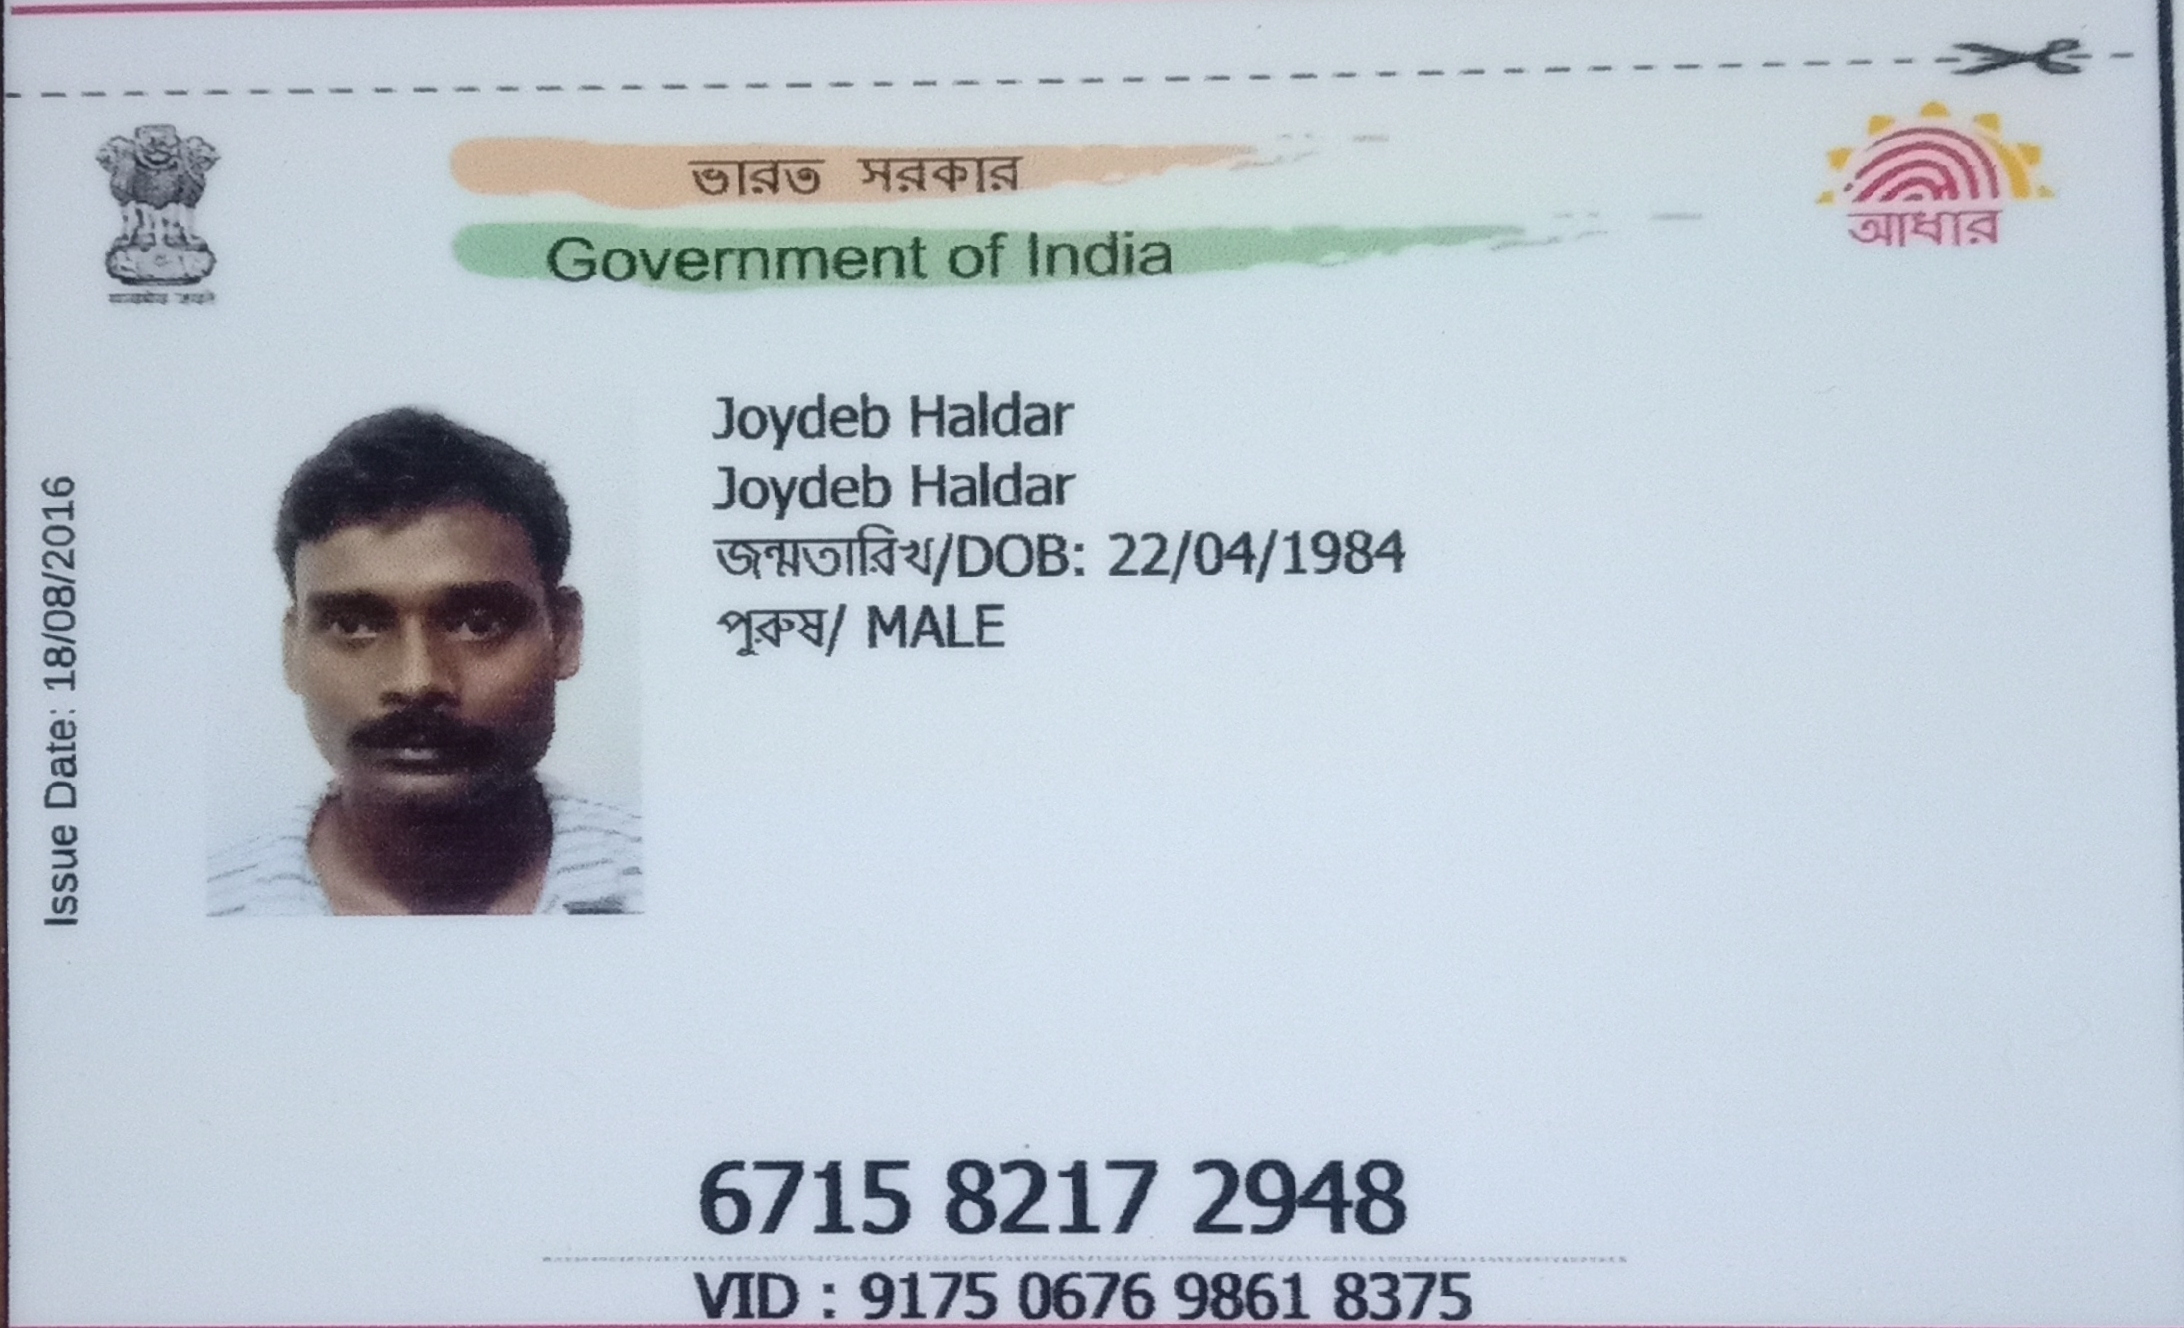 ভারত সরকার
Government of India
আধার
Issue Date: 18/08/2016
Joydeb Haldar
Joydeb Haldar
জন্মতারিখ/DOB: 22/04/1984
পুরুষ/ MALE
6715 8217 2948
VID : 9175 0676 9861 8375